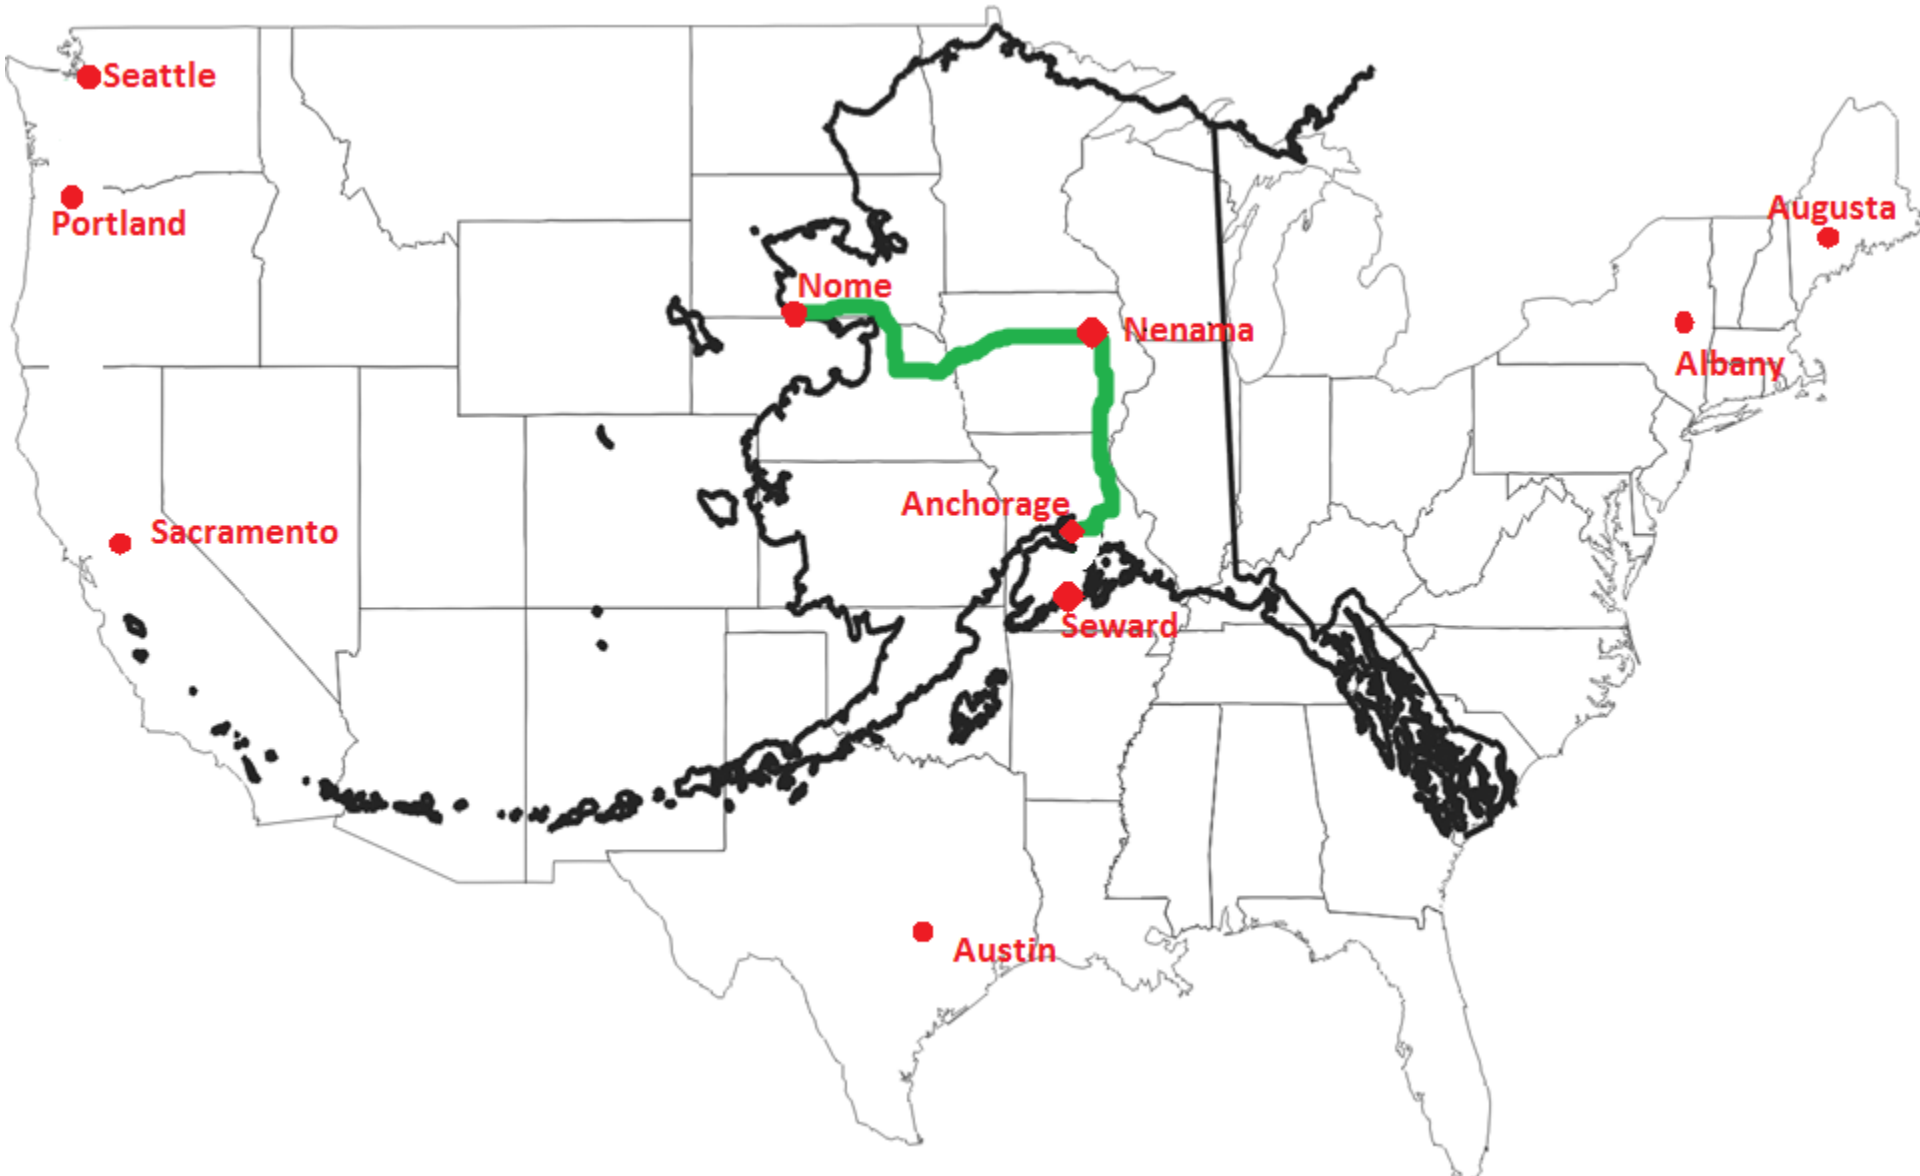 Seattle
Portland
Augusta
Nome
Nenama
Albany
Anchorage
Sacramento
Seward
Austin